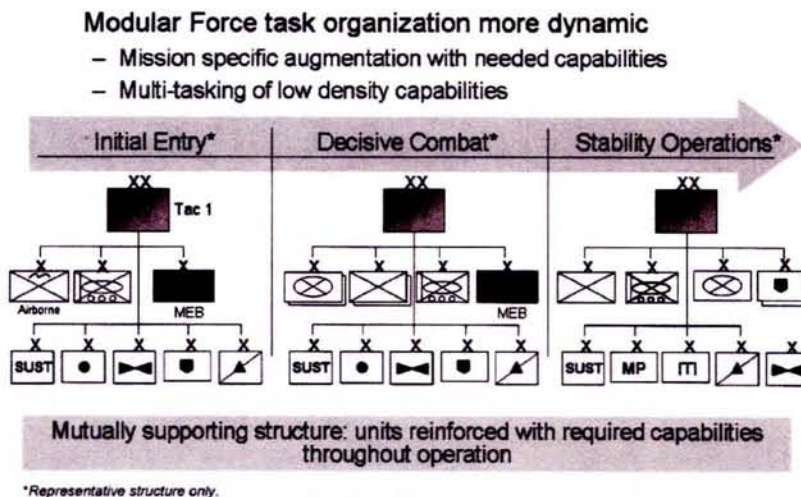 Modular Force task organization more dynamic
– Mission specific augmentation with needed capabilities
– Multi-tasking of low density capabilities
Initial Entry*
Decisive Combat*
Stability Operations*
XX
XX
XX
Tac 1
X X X
X X X X
X X X X
Airborne
MEB
MEB
X X X X X
X X X X X
X X X X X
SUST
SUST
SUST MP
Mutually supporting structure: units reinforced with required capabilities
throughout operation
*Representative structure only.